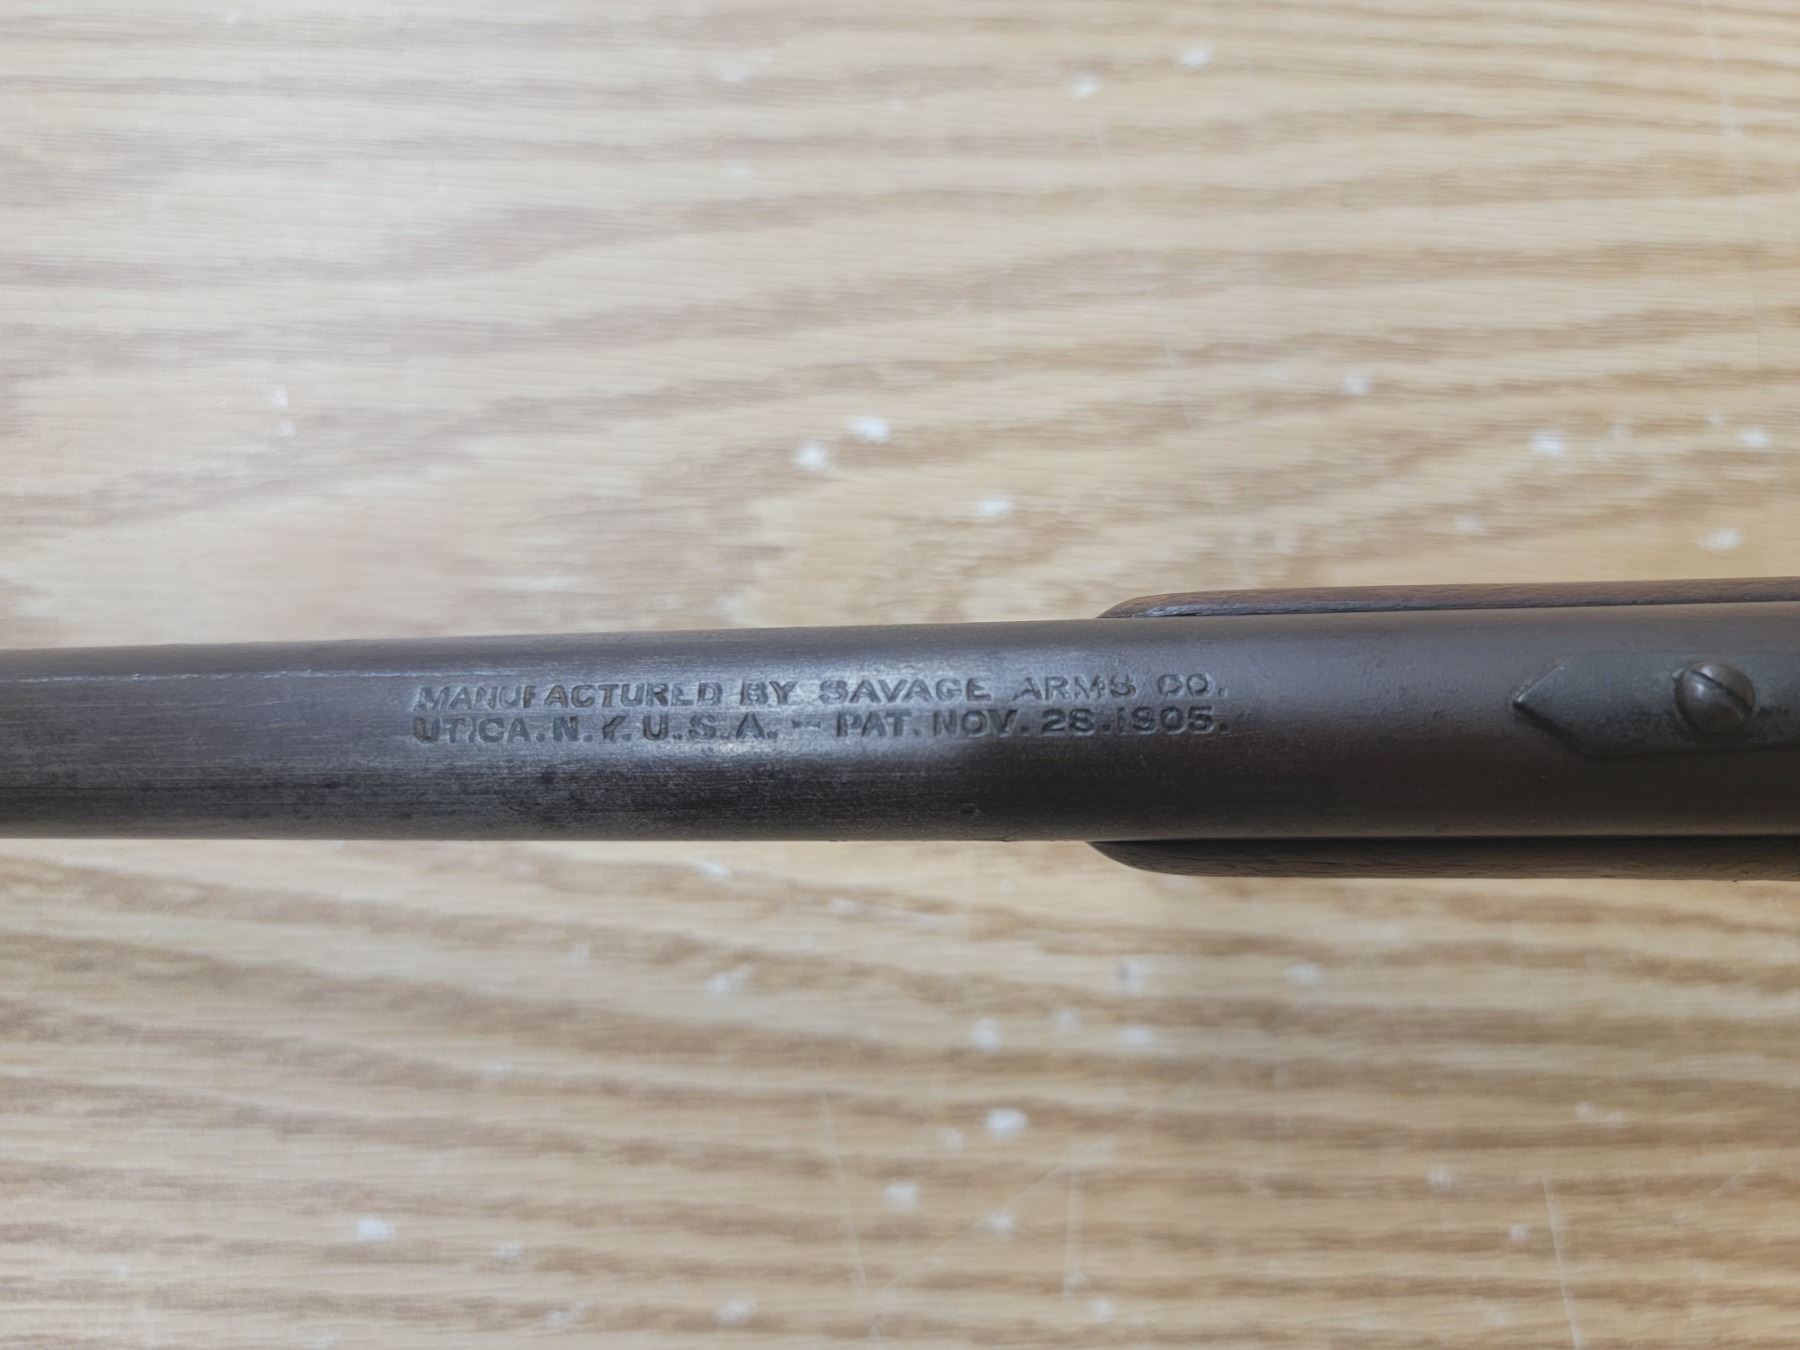 MANUFACTURED BY SAVAGE ARMS CO.
UTICA. N. Y. U.S.A. — PAT. NOV. 28. 1905.